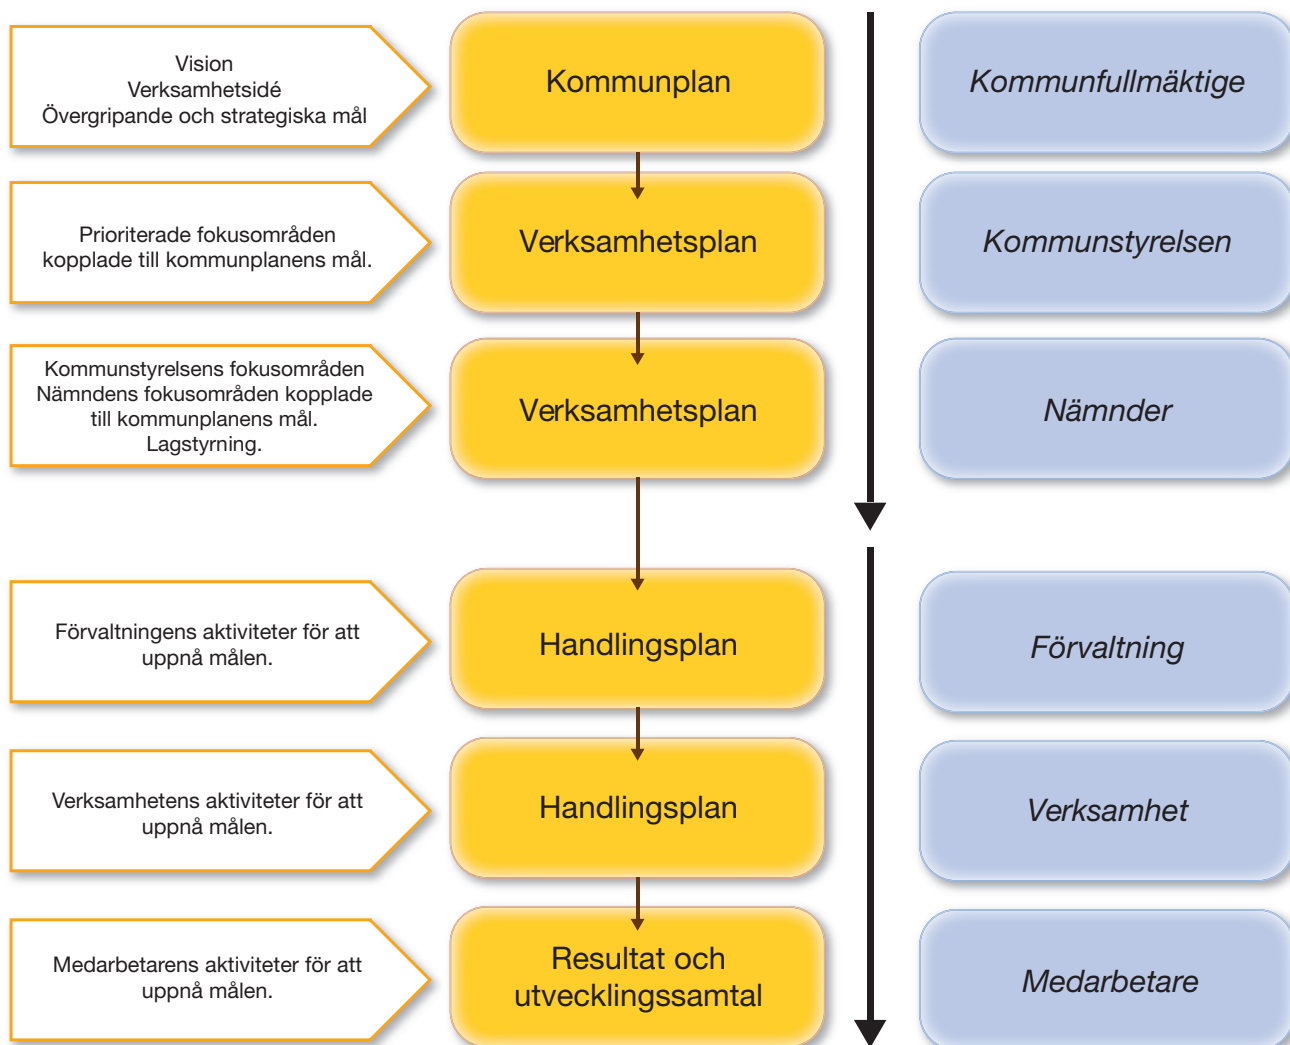 Vision
Verksamhetsidé
Övergripande och strategiska mål
Kommunplan
Kommunfullmäktige
Prioriterade fokusområden
kopplade till kommunplanens mål.
Verksamhetsplan
Kommunstyrelsen
Kommunstyrelsens fokusområden
Nämndens fokusområden kopplade
till kommunplanens mål.
Lagstyrning.
Verksamhetsplan
Nämnder
Förvaltningens aktiviteter för att
uppnå målen.
Handlingsplan
Förvaltning
Verksamhetens aktiviteter för att
uppnå målen.
Handlingsplan
Verksamhet
Medarbetarens aktiviteter för att
uppnå målen.
Resultat och
utvecklingssamtal
Medarbetare